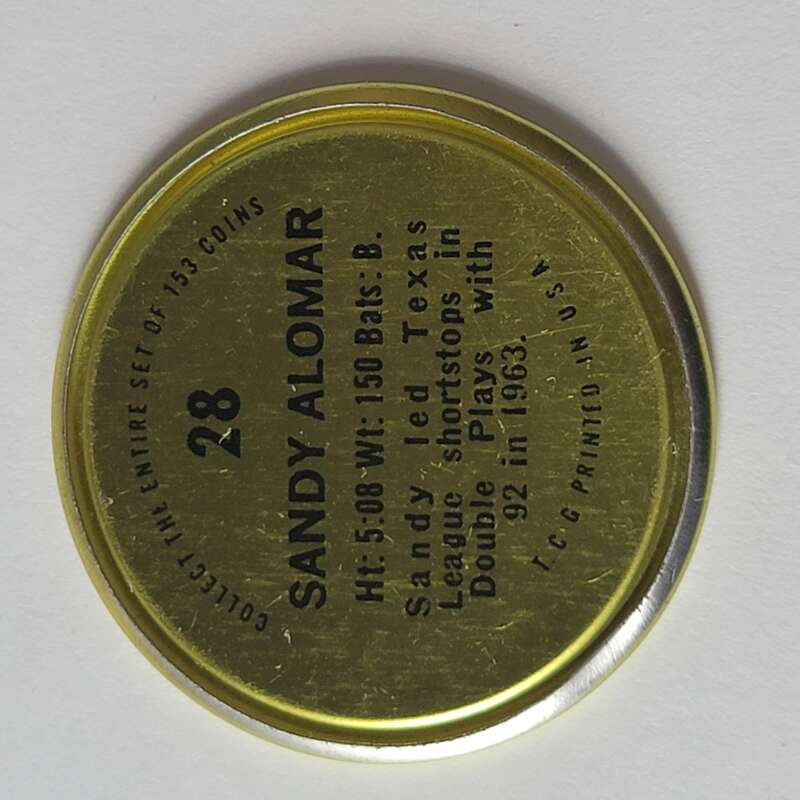 COLLECT THE ENTIRE SET OF 153 COINS
28
SANDY ALOMAR
Ht: 5:08 Wt: 150 Bats: B.
Sandy led Texas
League shortstops in
Double Plays with
92 in 1963.
T.C.G PRINTED IN USA